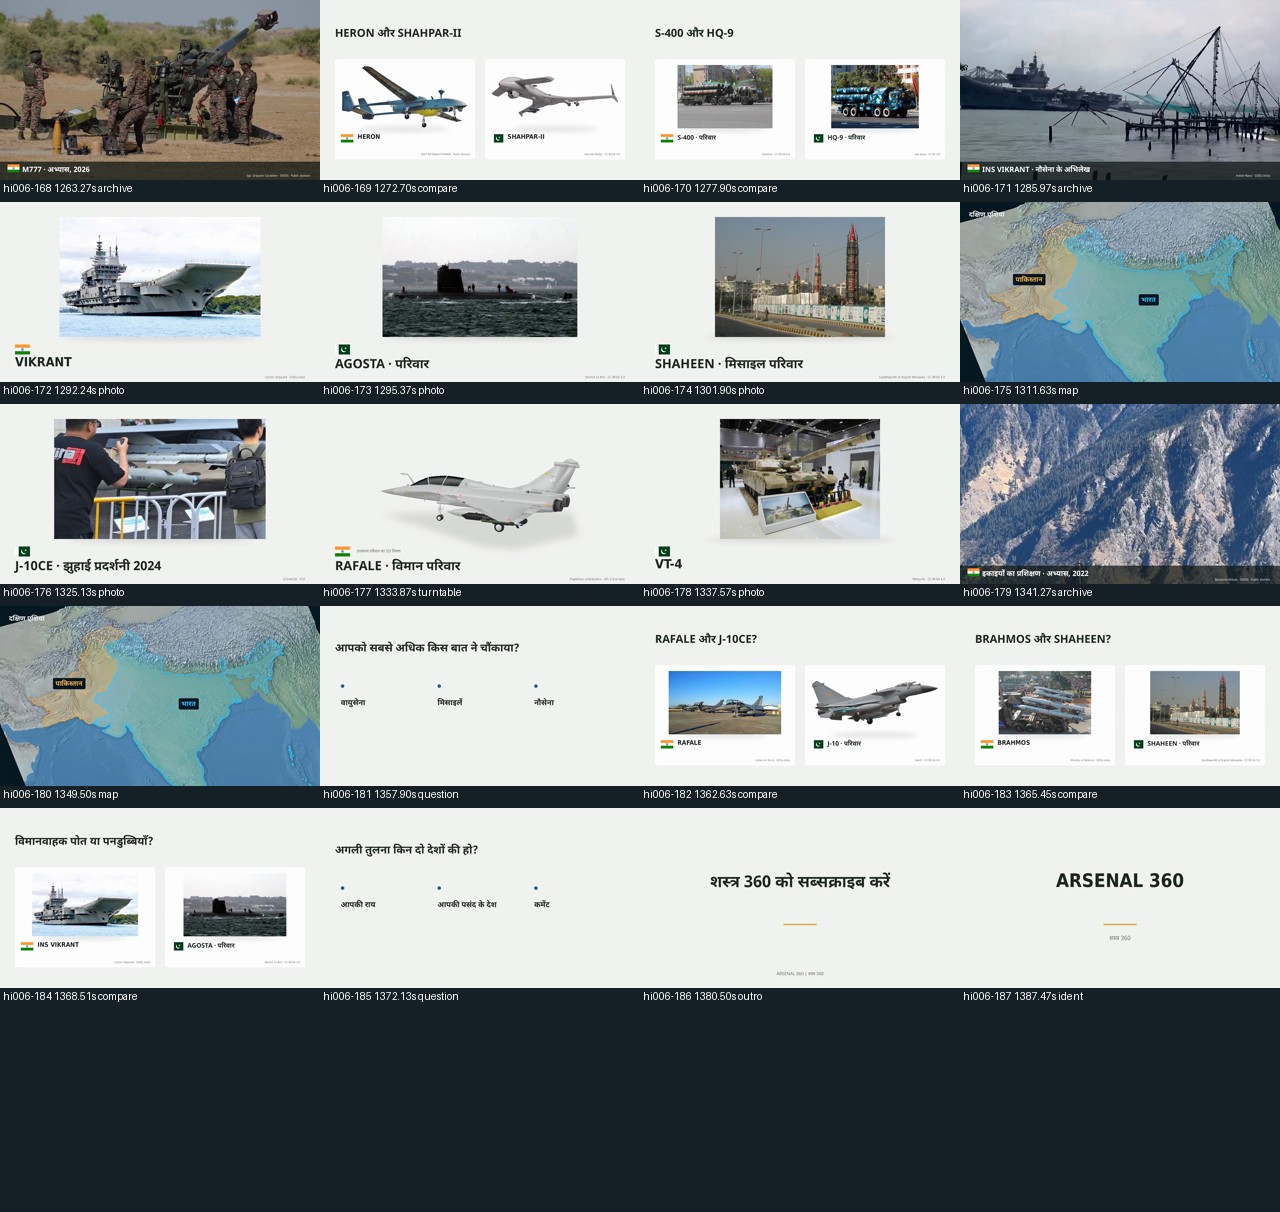 M777 · अभ्यास, 2026
hi006-168 1263.27s archive
HERON और SHAHPAR-II
HERON
SHAHPAR-II
hi006-169 1272.70s compare
S-400 और HQ-9
S-400 · परिवार
HQ-9 · परिवार
hi006-170 1277.90s compare
INS VIKRANT · नौसेना के अभिलेख
hi006-171 1285.97s archive
VIKRANT
hi006-172 1292.24s photo
AGOSTA · परिवार
hi006-173 1295.37s photo
SHAHEEN · मिसाइल परिवार
hi006-174 1301.90s photo
दक्षिण एशिया
पाकिस्तान
भारत
hi006-175 1311.63s map
J-10CE · झुहाई प्रदर्शनी 2024
hi006-176 1325.13s photo
RAFALE · विमान परिवार
hi006-177 1333.87s turntable
VT-4
hi006-178 1337.57s photo
इकाइयों का प्रशिक्षण · अभ्यास, 2022
hi006-179 1341.27s archive
दक्षिण एशिया
पाकिस्तान
भारत
hi006-180 1349.50s map
आपको सबसे अधिक किस बात ने चौंकाया?
वायुसेना
मिसाइलें
नौसेना
hi006-181 1357.90s question
RAFALE और J-10CE?
RAFALE
J-10 · परिवार
hi006-182 1362.63s compare
BRAHMOS और SHAHEEN?
BRAHMOS
SHAHEEN · परिवार
hi006-183 1365.45s compare
विमानवाहक पोत या पनडुब्बियाँ?
INS VIKRANT
AGOSTA · परिवार
hi006-184 1368.51s compare
अगली तुलना किन दो देशों की हो?
आपकी राय
आपकी पसंद के देश
कमेंट
hi006-185 1372.13s question
शस्त्र 360 को सब्सक्राइब करें
ARSENAL 360 | शस्त्र 360
hi006-186 1380.50s outro
ARSENAL 360
शस्त्र 360
hi006-187 1387.47s ident